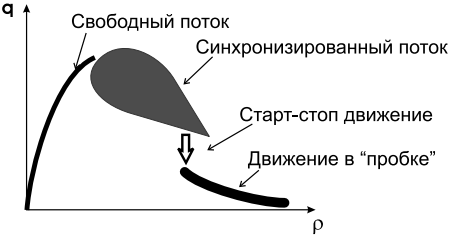 q
Свободный поток
Синхронизированный поток
Старт-стоп движение
Движение в “пробке”
ρ